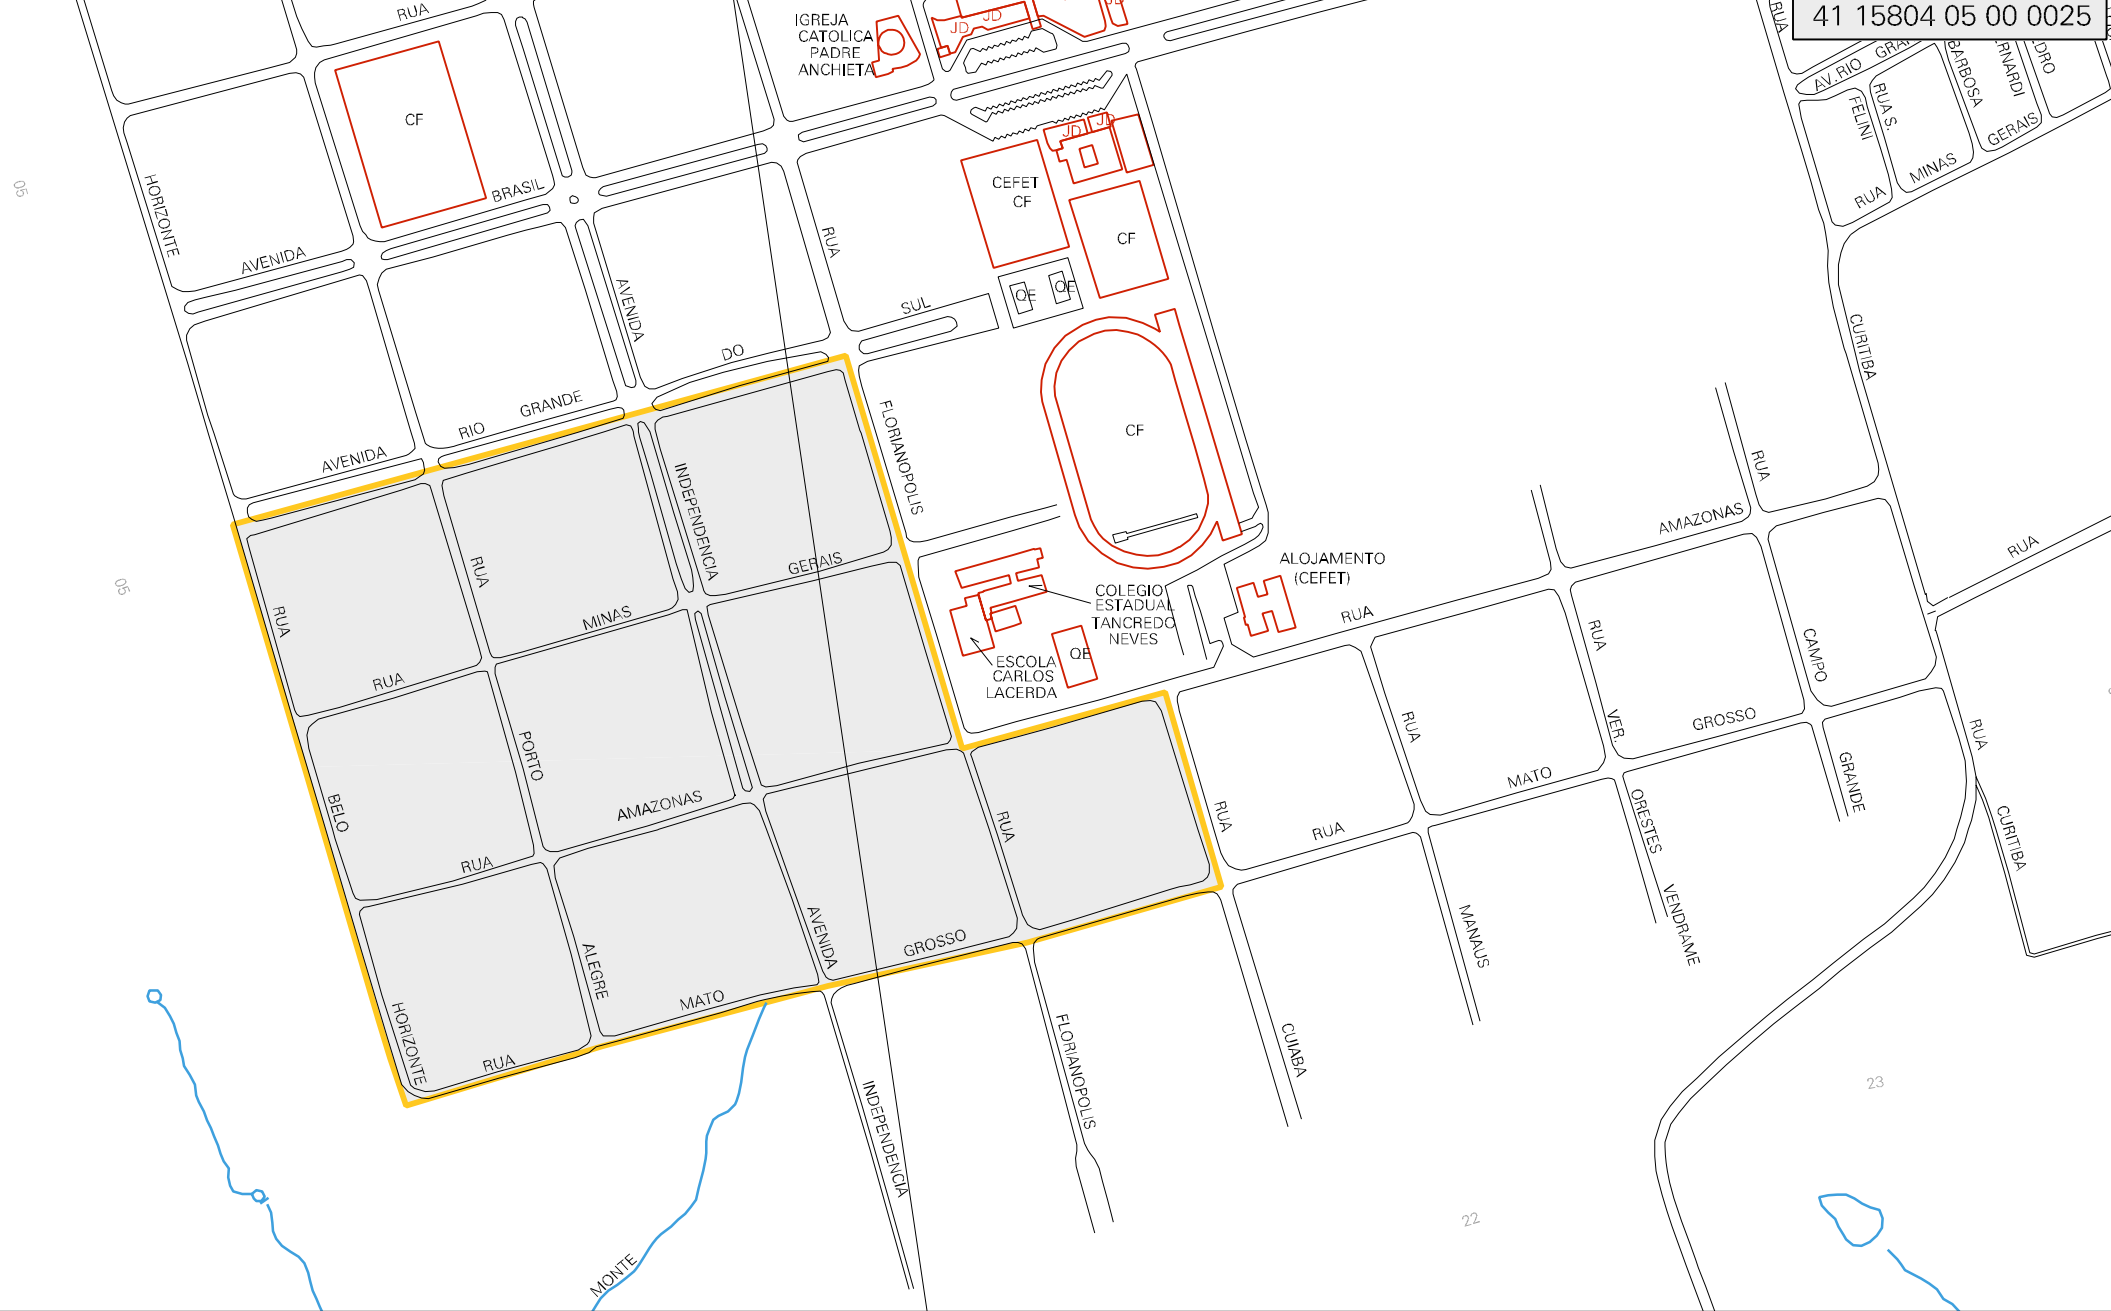 41 15804 05 00 0025
RUA
IGREJA
CATOLICA
PADRE
ANCHIETA
JD
JD
JD
RUA
AV. RIO
BARBOSA
FELINI
RUA S.
GERAIS
MINAS
RUA
CF
JD
JD
CEFET
CF
CF
QE
QE
HORIZONTE
BRASIL
AVENIDA
RUA
AVENIDA
SUL
DO
GRANDE
RIO
AVENIDA
05
05
FLORIANOPOLIS
CF
CURITIBA
RUA
AMAZONAS
RUA
INDEPENDENCIA
GERAIS
RUA
MINAS
RUA
RUA
ALOJAMENTO
(CEFET)
COLEGIO
ESTADUAL
TANCREDO
NEVES
ESCOLA
CARLOS
LACERDA
QE
RUA
RUA
CAMPO
VER.
GROSSO
RUA
MATO
RUA
RUA
GRANDE
ORESTES
VENDRAME
CURITIBA
PORTO
BELO
AMAZONAS
RUA
RUA
RUA
AVENIDA
GROSSO
ALEGRE
MATO
HORIZONTE
RUA
MANAUS
CUIABA
FLORIANOPOLIS
INDEPENDENCIA
MONTE
23
22